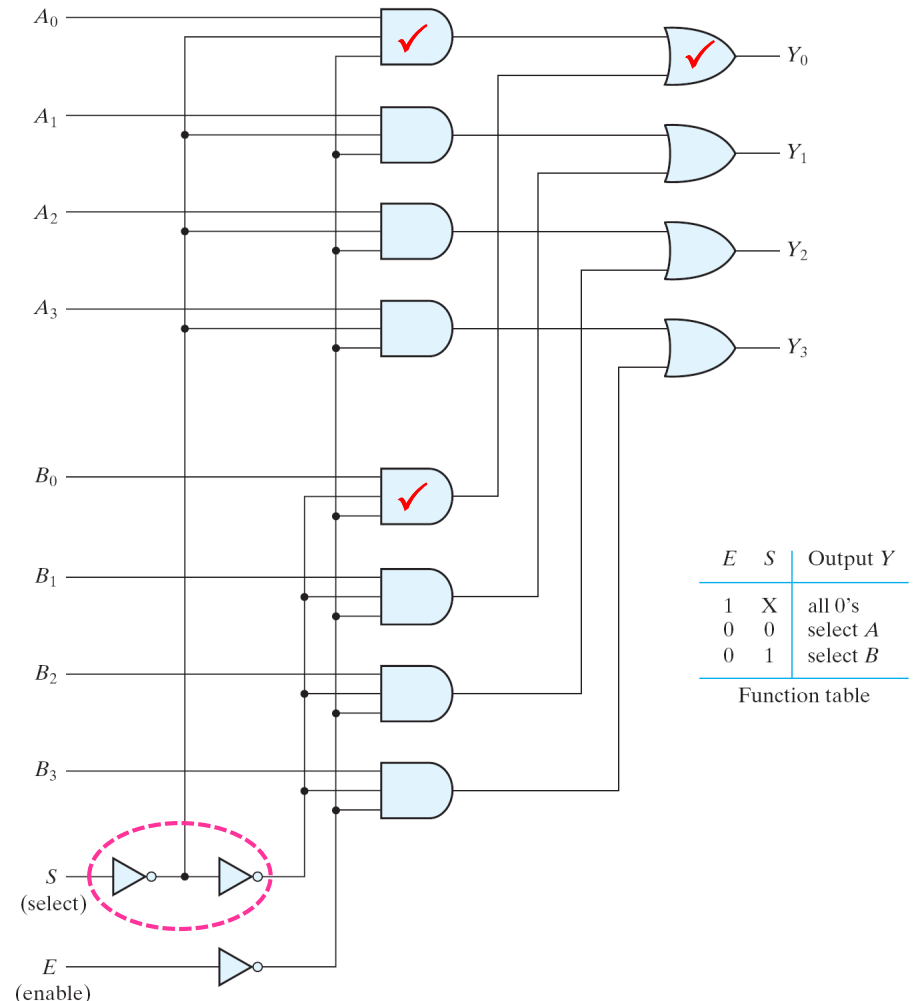 A0
Y0
A1
Y1
A2
Y2
A3
Y3
B0
B1
B2
B3
S
(select)
E
(enable)
E S Output Y
1 X all 0's
0 0 select A
0 1 select B
Function table